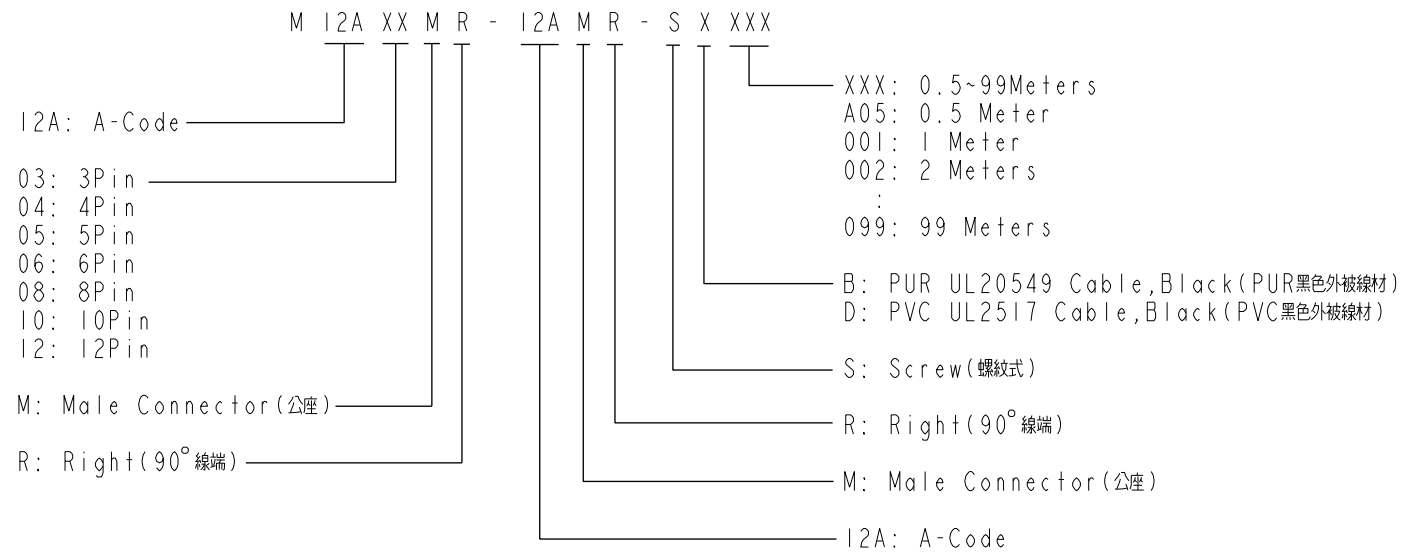 M 12A XX M R - 12A M R - S X XXX
12A: A-Code
03: 3Pin
04: 4Pin
05: 5Pin
06: 6Pin
08: 8Pin
10: 10Pin
12: 12Pin
M: Male Connector(公座)
R: Right(90°線端)
XXX: 0.5~99Meters
A05: 0.5 Meter
001: 1 Meter
002: 2 Meters
:
099: 99 Meters
B: PUR UL20549 Cable,Black(PUR黑色外被線材)
D: PVC UL2517 Cable,Black(PVC黑色外被線材)
S: Screw(螺紋式)
R: Right(90°線端)
M: Male Connector(公座)
12A: A-Code